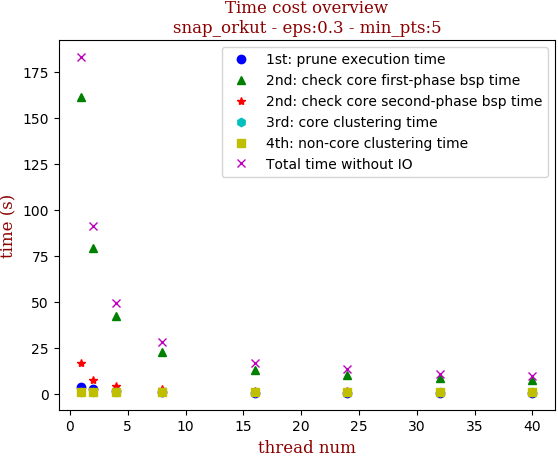 Time cost overview
snap_orkut - eps:0.3 - min_pts:5
1st: prune execution time
2nd: check core first-phase bsp time
2nd: check core second-phase bsp time
3rd: core clustering time
4th: non-core clustering time
Total time without IO
time (s)
175
150
125
100
75
50
25
0
0 5 10 15 20 25 30 35 40
thread num